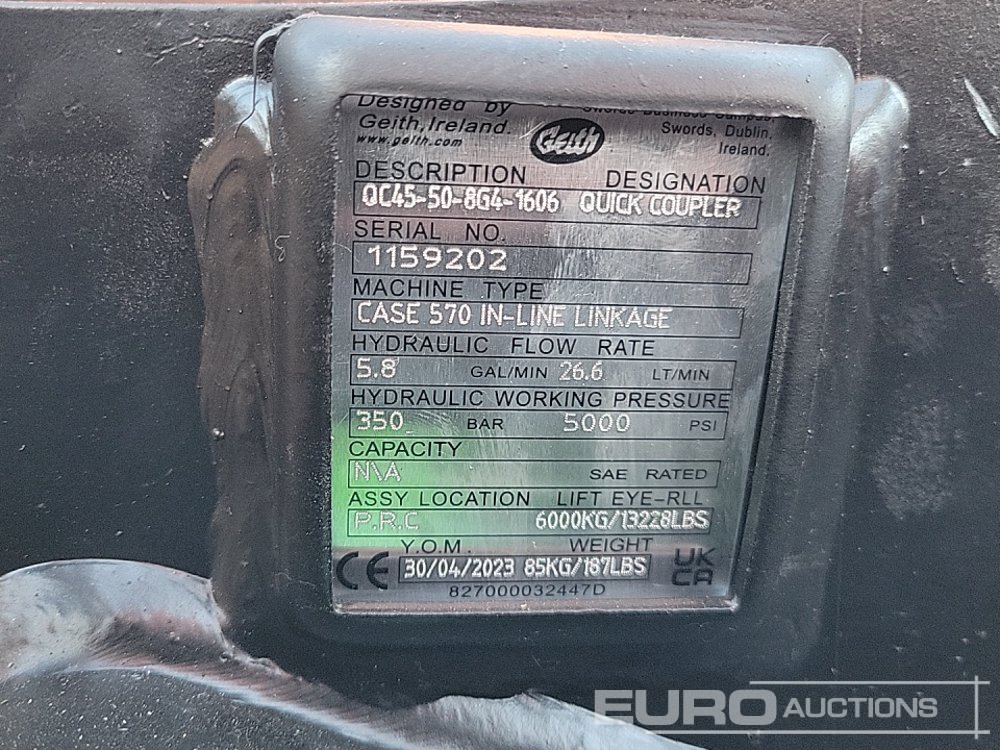 Designed by
Geith, Ireland.
www.geith.com
Geith
Swords Business Campus,
Swords, Dublin,
Ireland.
DESCRIPTION DESIGNATION
QC45-50-8G4-1606 QUICK COUPLER
SERIAL NO.
1159202
MACHINE TYPE
CASE 570 IN-LINE LINKAGE
HYDRAULIC FLOW RATE
5.8 GAL/MIN 26.6 LT/MIN
HYDRAULIC WORKING PRESSURE
350 BAR 5000 PSI
CAPACITY
N\A SAE RATED
ASSY LOCATION LIFT EYE-RLL
P.R.C 6000KG/13228LBS
Y.O.M. WEIGHT
CE 30/04/2023 85KG/187LBS UK
CA
827000032447D
EURO AUCTIONS